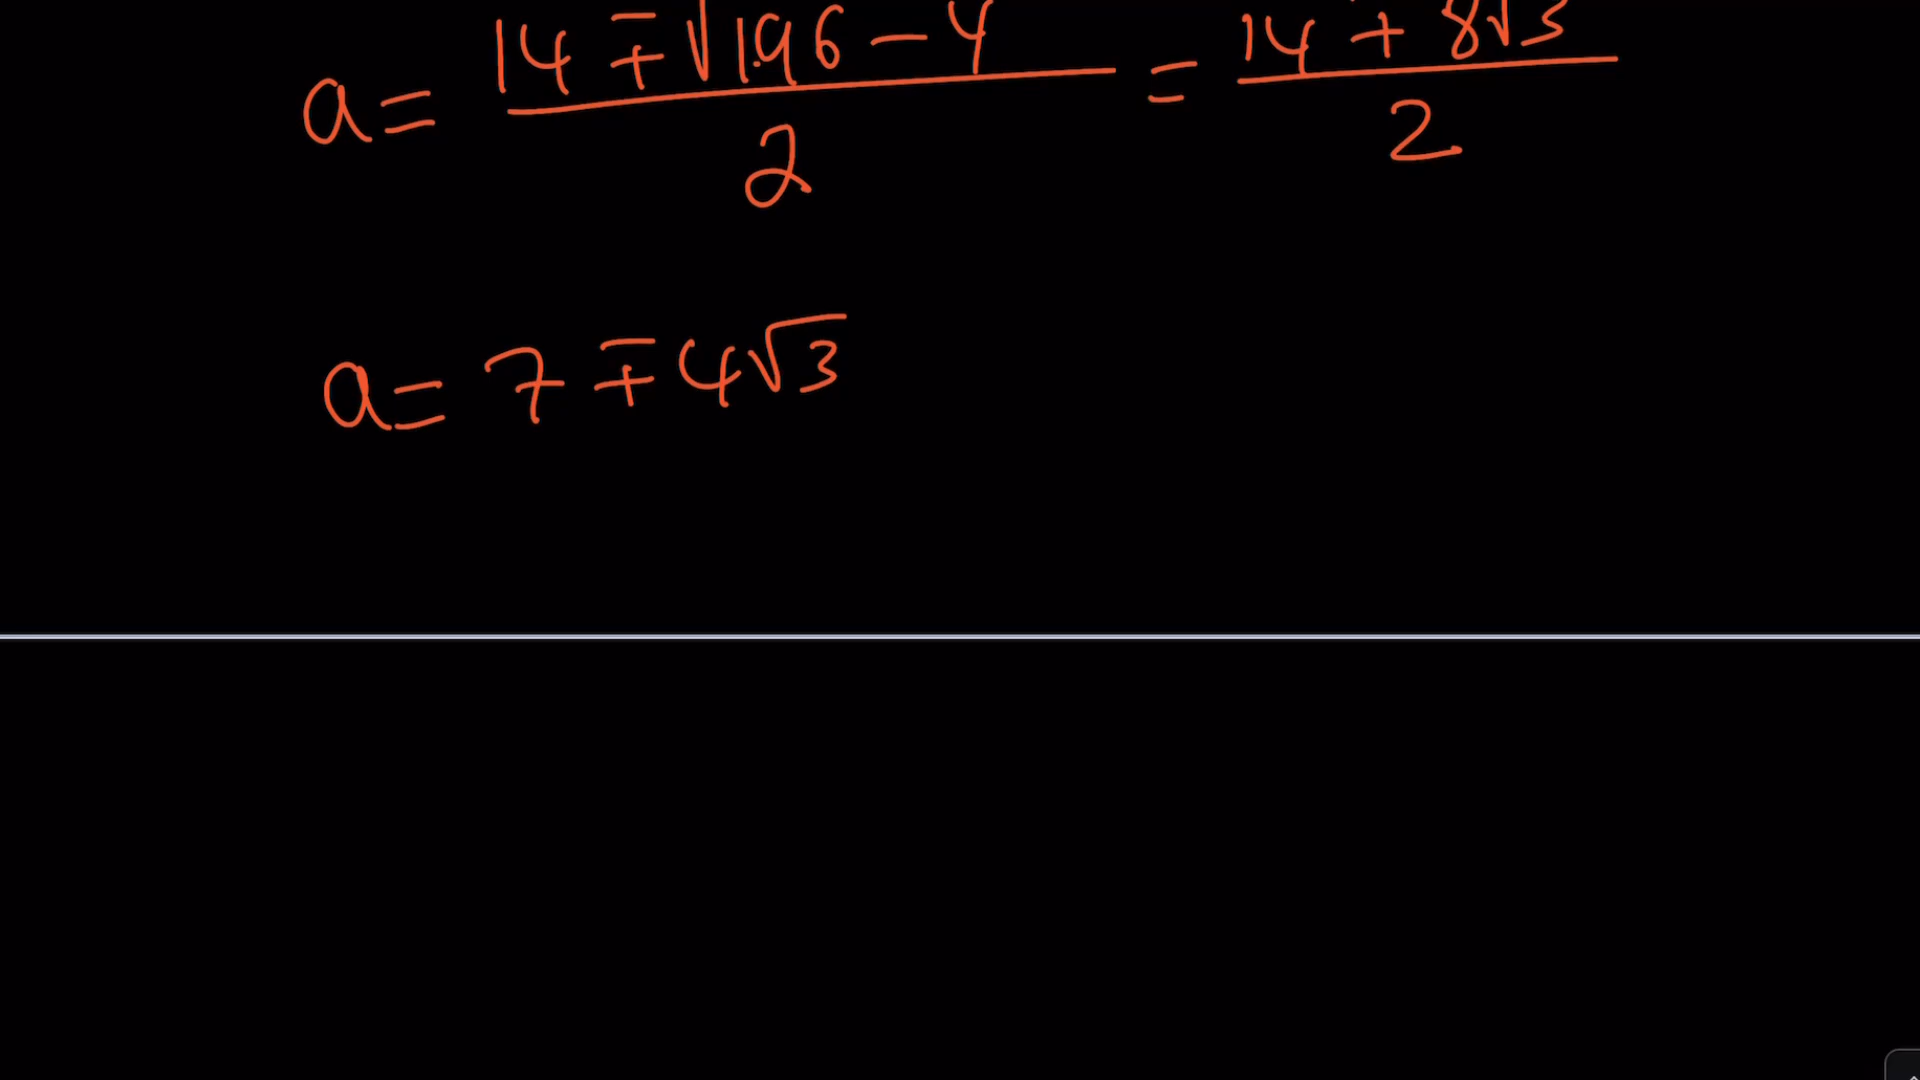 a = 14 ∓ √196 - 4 / 2 = 14 ∓ 8√3 / 2
a = 7 ∓ 4√3